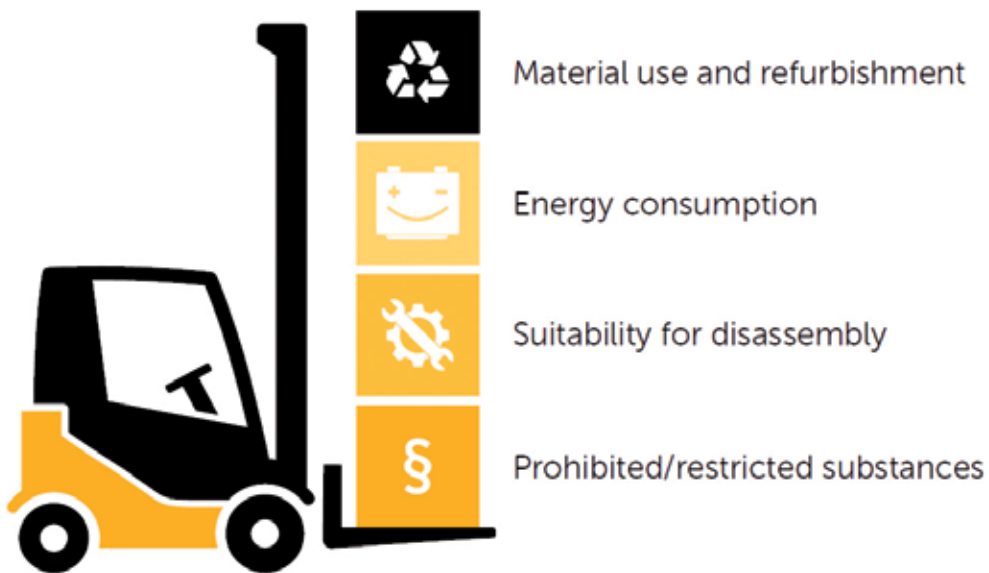 Material use and refurbishment
Energy consumption
Suitability for disassembly
§
Prohibited/restricted substances